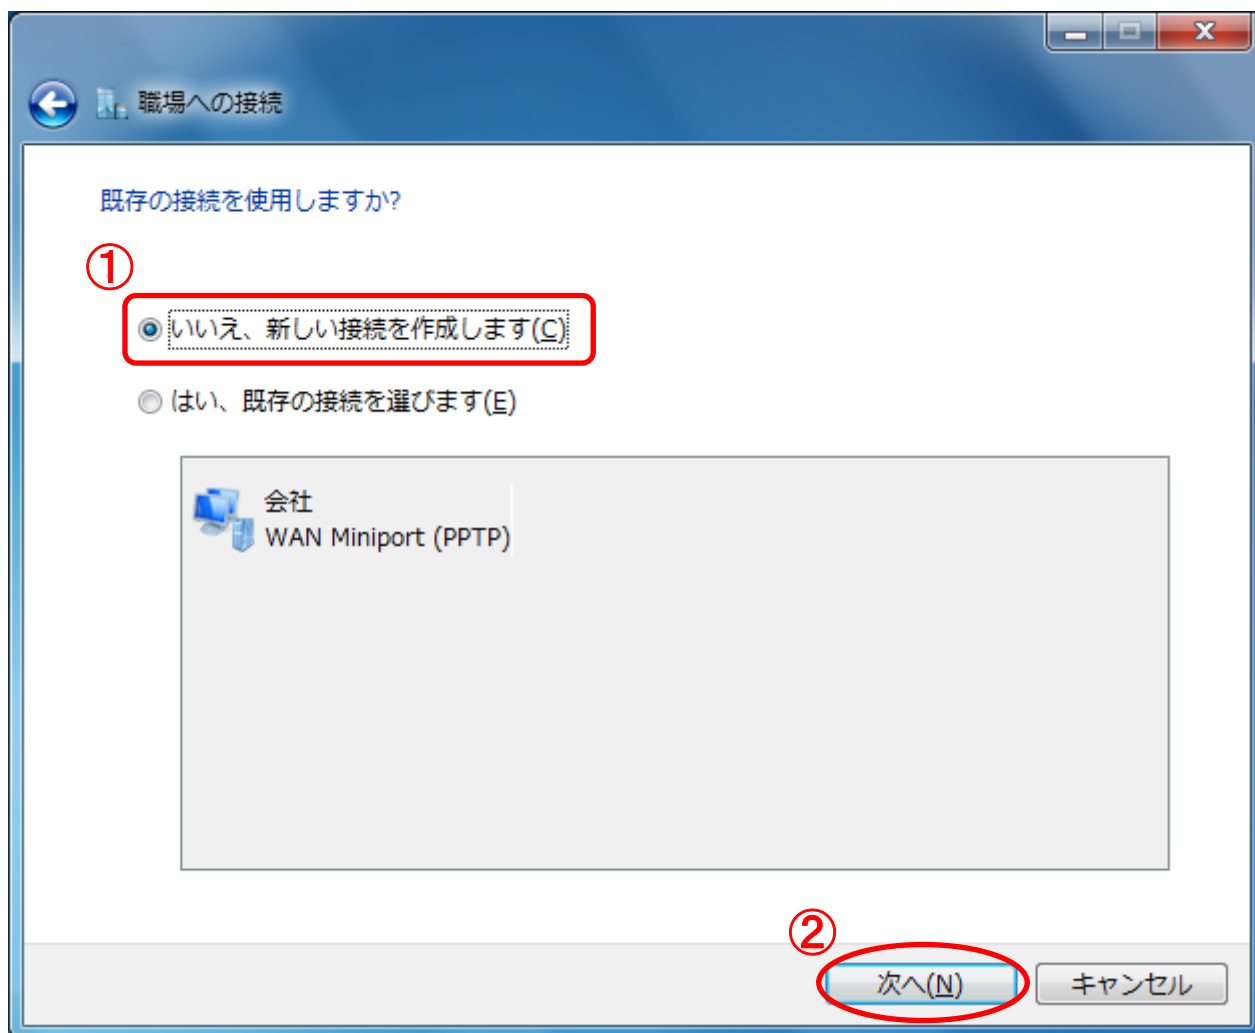 職場への接続
既存の接続を使用しますか?
①
いいえ、新しい接続を作成します(C)
はい、既存の接続を選びます(E)
会社
WAN Miniport (PPTP)
②
次へ(N)
キャンセル